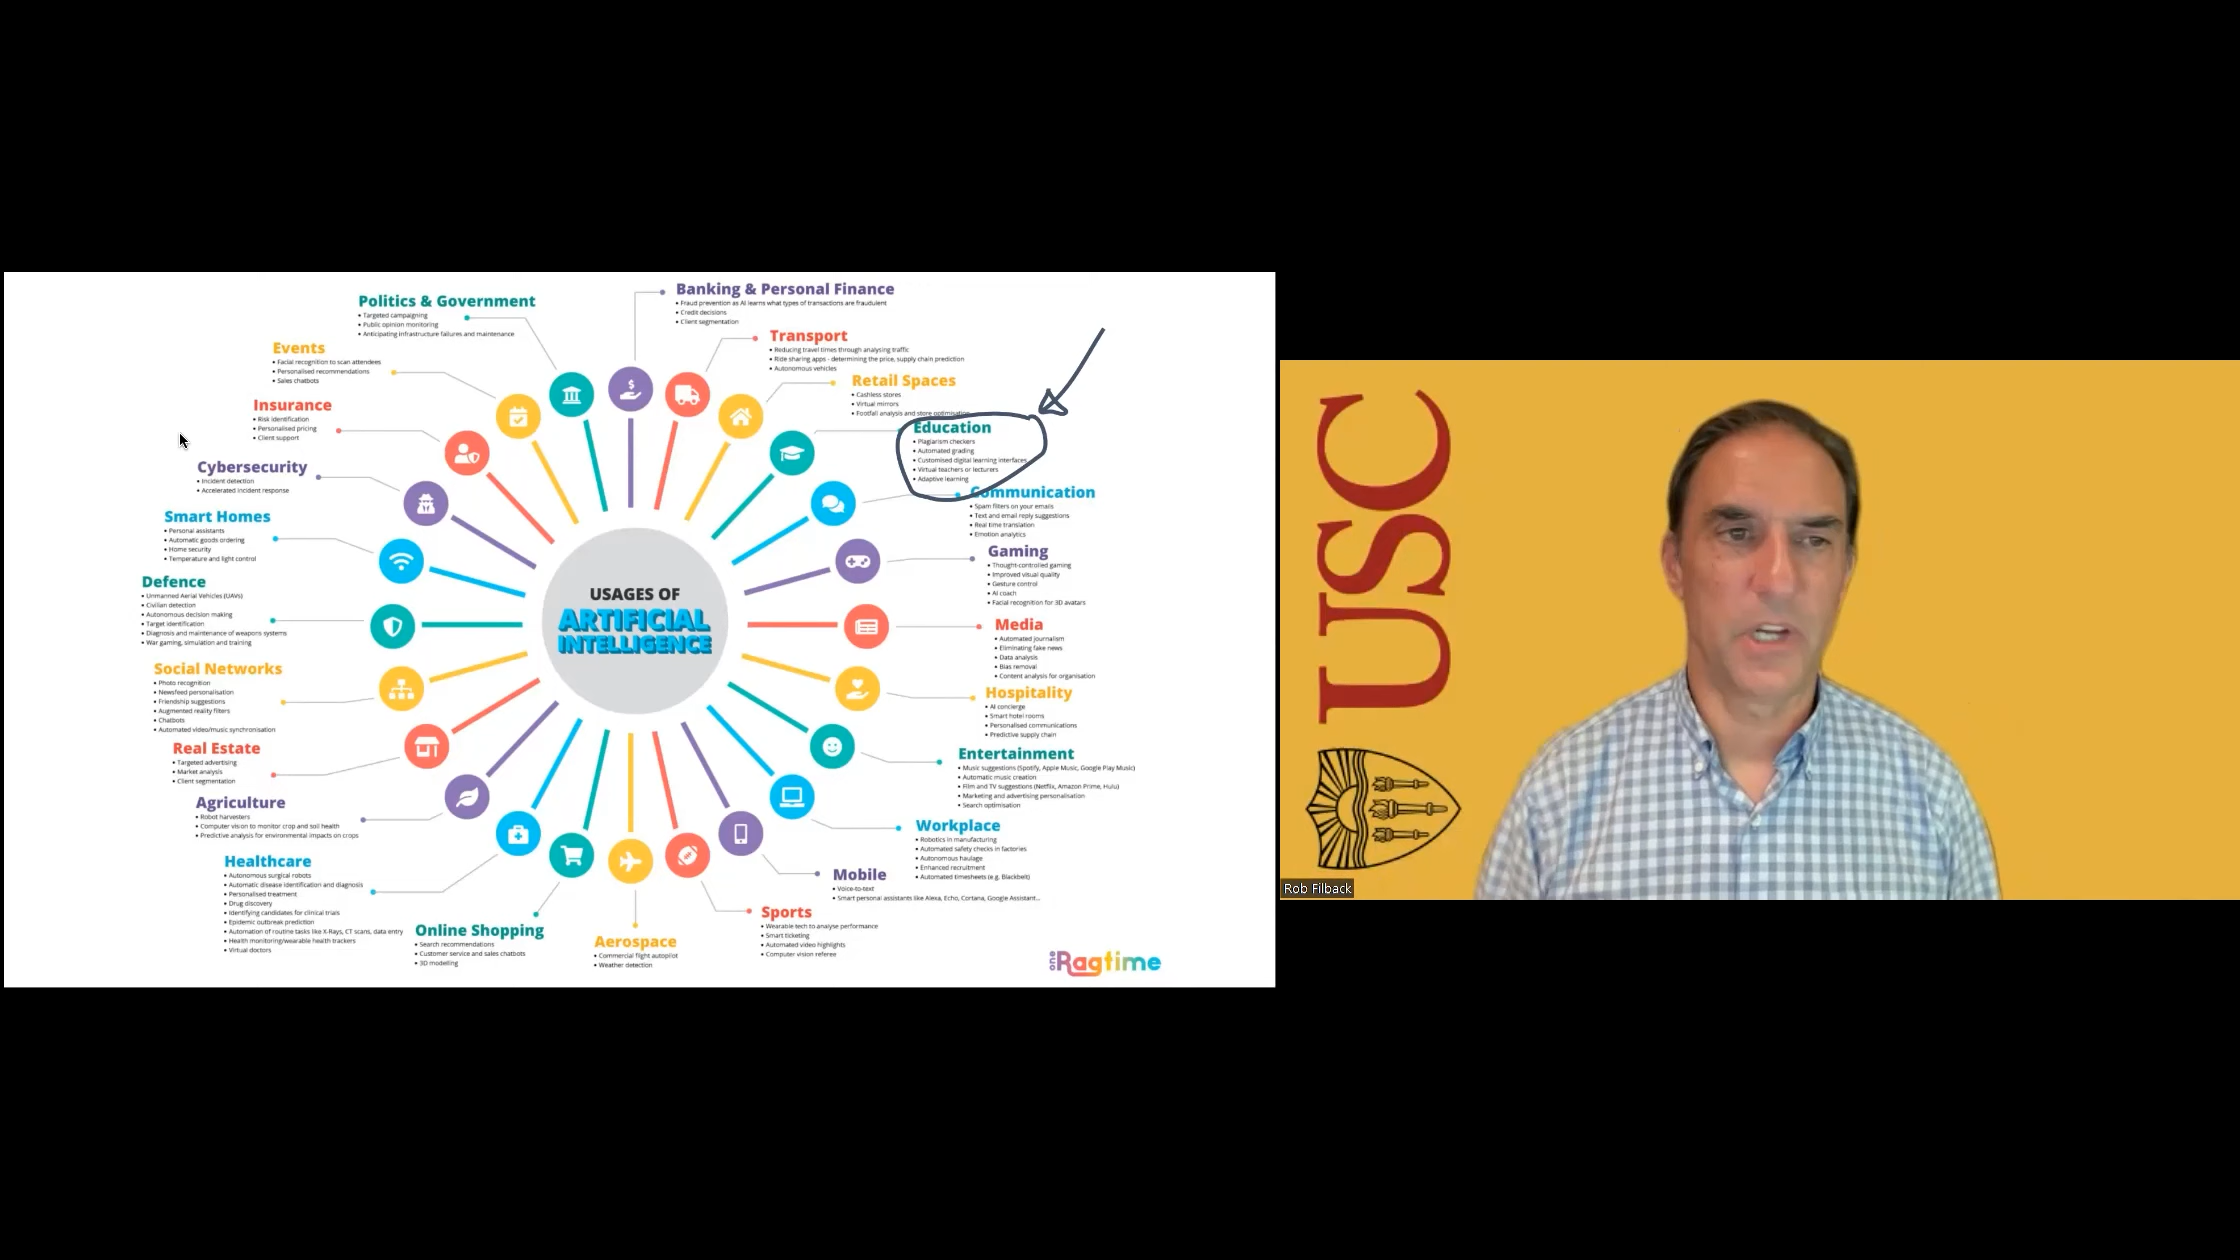 Banking & Personal Finance
• Fraud prevention as AI learns what types of transactions are fraudulent
• Credit decisions
• Client segmentation
Transport
• Reducing travel times through analysing traffic
• Ride sharing apps - determining the price, supply chain prediction
• Autonomous vehicles
Retail Spaces
• Cashless stores
• Virtual mirrors
• Footfall analysis and store optimisation
Education
• Plagiarism checkers
• Automated grading
• Customised digital learning interfaces
• Virtual teachers or lecturers
• Adaptive learning
Communication
• Spam filters on your emails
• Text and email reply suggestions
• Real time translation
• Emotion analytics
Gaming
• Thought-controlled gaming
• Improved visual quality
• Gesture control
• AI coach
• Facial recognition for 3D avatars
Media
• Automated journalism
• Eliminating fake news
• Data analysis
• Bias removal
• Content analysis for organisation
Hospitality
• AI concierge
• Smart hotel rooms
• Personalised communications
• Predictive supply chain
Entertainment
• Music suggestions (Spotify, Apple Music, Google Play Music)
• Automatic music creation
• Film and TV suggestions (Netflix, Amazon Prime, Hulu)
• Marketing and advertising personalisation
• Search optimisation
Workplace
• Robotics in manufacturing
• Automated safety checks in factories
• Autonomous haulage
• Enhanced recruitment
• Automated timesheets (e.g. Blackbelt)
Mobile
• Voice-to-text
• Smart personal assistants like Alexa, Echo, Cortana, Google Assistant...
Sports
• Wearable tech to analyse performance
• Smart ticketing
• Automated video highlights
• Computer vision referee
Aerospace
• Commercial flight autopilot
• Weather detection
Online Shopping
• Search recommendations
• Customer service and sales chatbots
• 3D modelling
Healthcare
• Autonomous surgical robots
• Automatic disease identification and diagnosis
• Personalised treatment
• Drug discovery
• Identifying candidates for clinical trials
• Epidemic outbreak prediction
• Automation of routine tasks like X-Rays, CT scans, data entry
• Health monitoring/wearable health trackers
• Virtual doctors
Agriculture
• Robot harvesters
• Computer vision to monitor crop and soil health
• Predictive analysis for environmental impacts on crops
Real Estate
• Targeted advertising
• Market analysis
• Client segmentation
Social Networks
• Photo recognition
• Newsfeed personalisation
• Friendship suggestions
• Augmented reality filters
• Chatbots
• Automated video/music synchronisation
Defence
• Unmanned Aerial Vehicles (UAVs)
• Civilian detection
• Autonomous decision making
• Target identification
• Diagnosis and maintenance of weapons systems
• War gaming, simulation and training
Smart Homes
• Personal assistants
• Automatic goods ordering
• Home security
• Temperature and light control
Cybersecurity
• Incident detection
• Accelerated incident response
Insurance
• Risk identification
• Personalised pricing
• Client support
Events
• Facial recognition to scan attendees
• Personalised recommendations
• Sales chatbots
Politics & Government
• Targeted campaigning
• Public opinion monitoring
• Anticipating infrastructure failures and maintenance
USAGES OF
ARTIFICIAL
INTELLIGENCE
$
one Ragtime
USC
Rob Filback